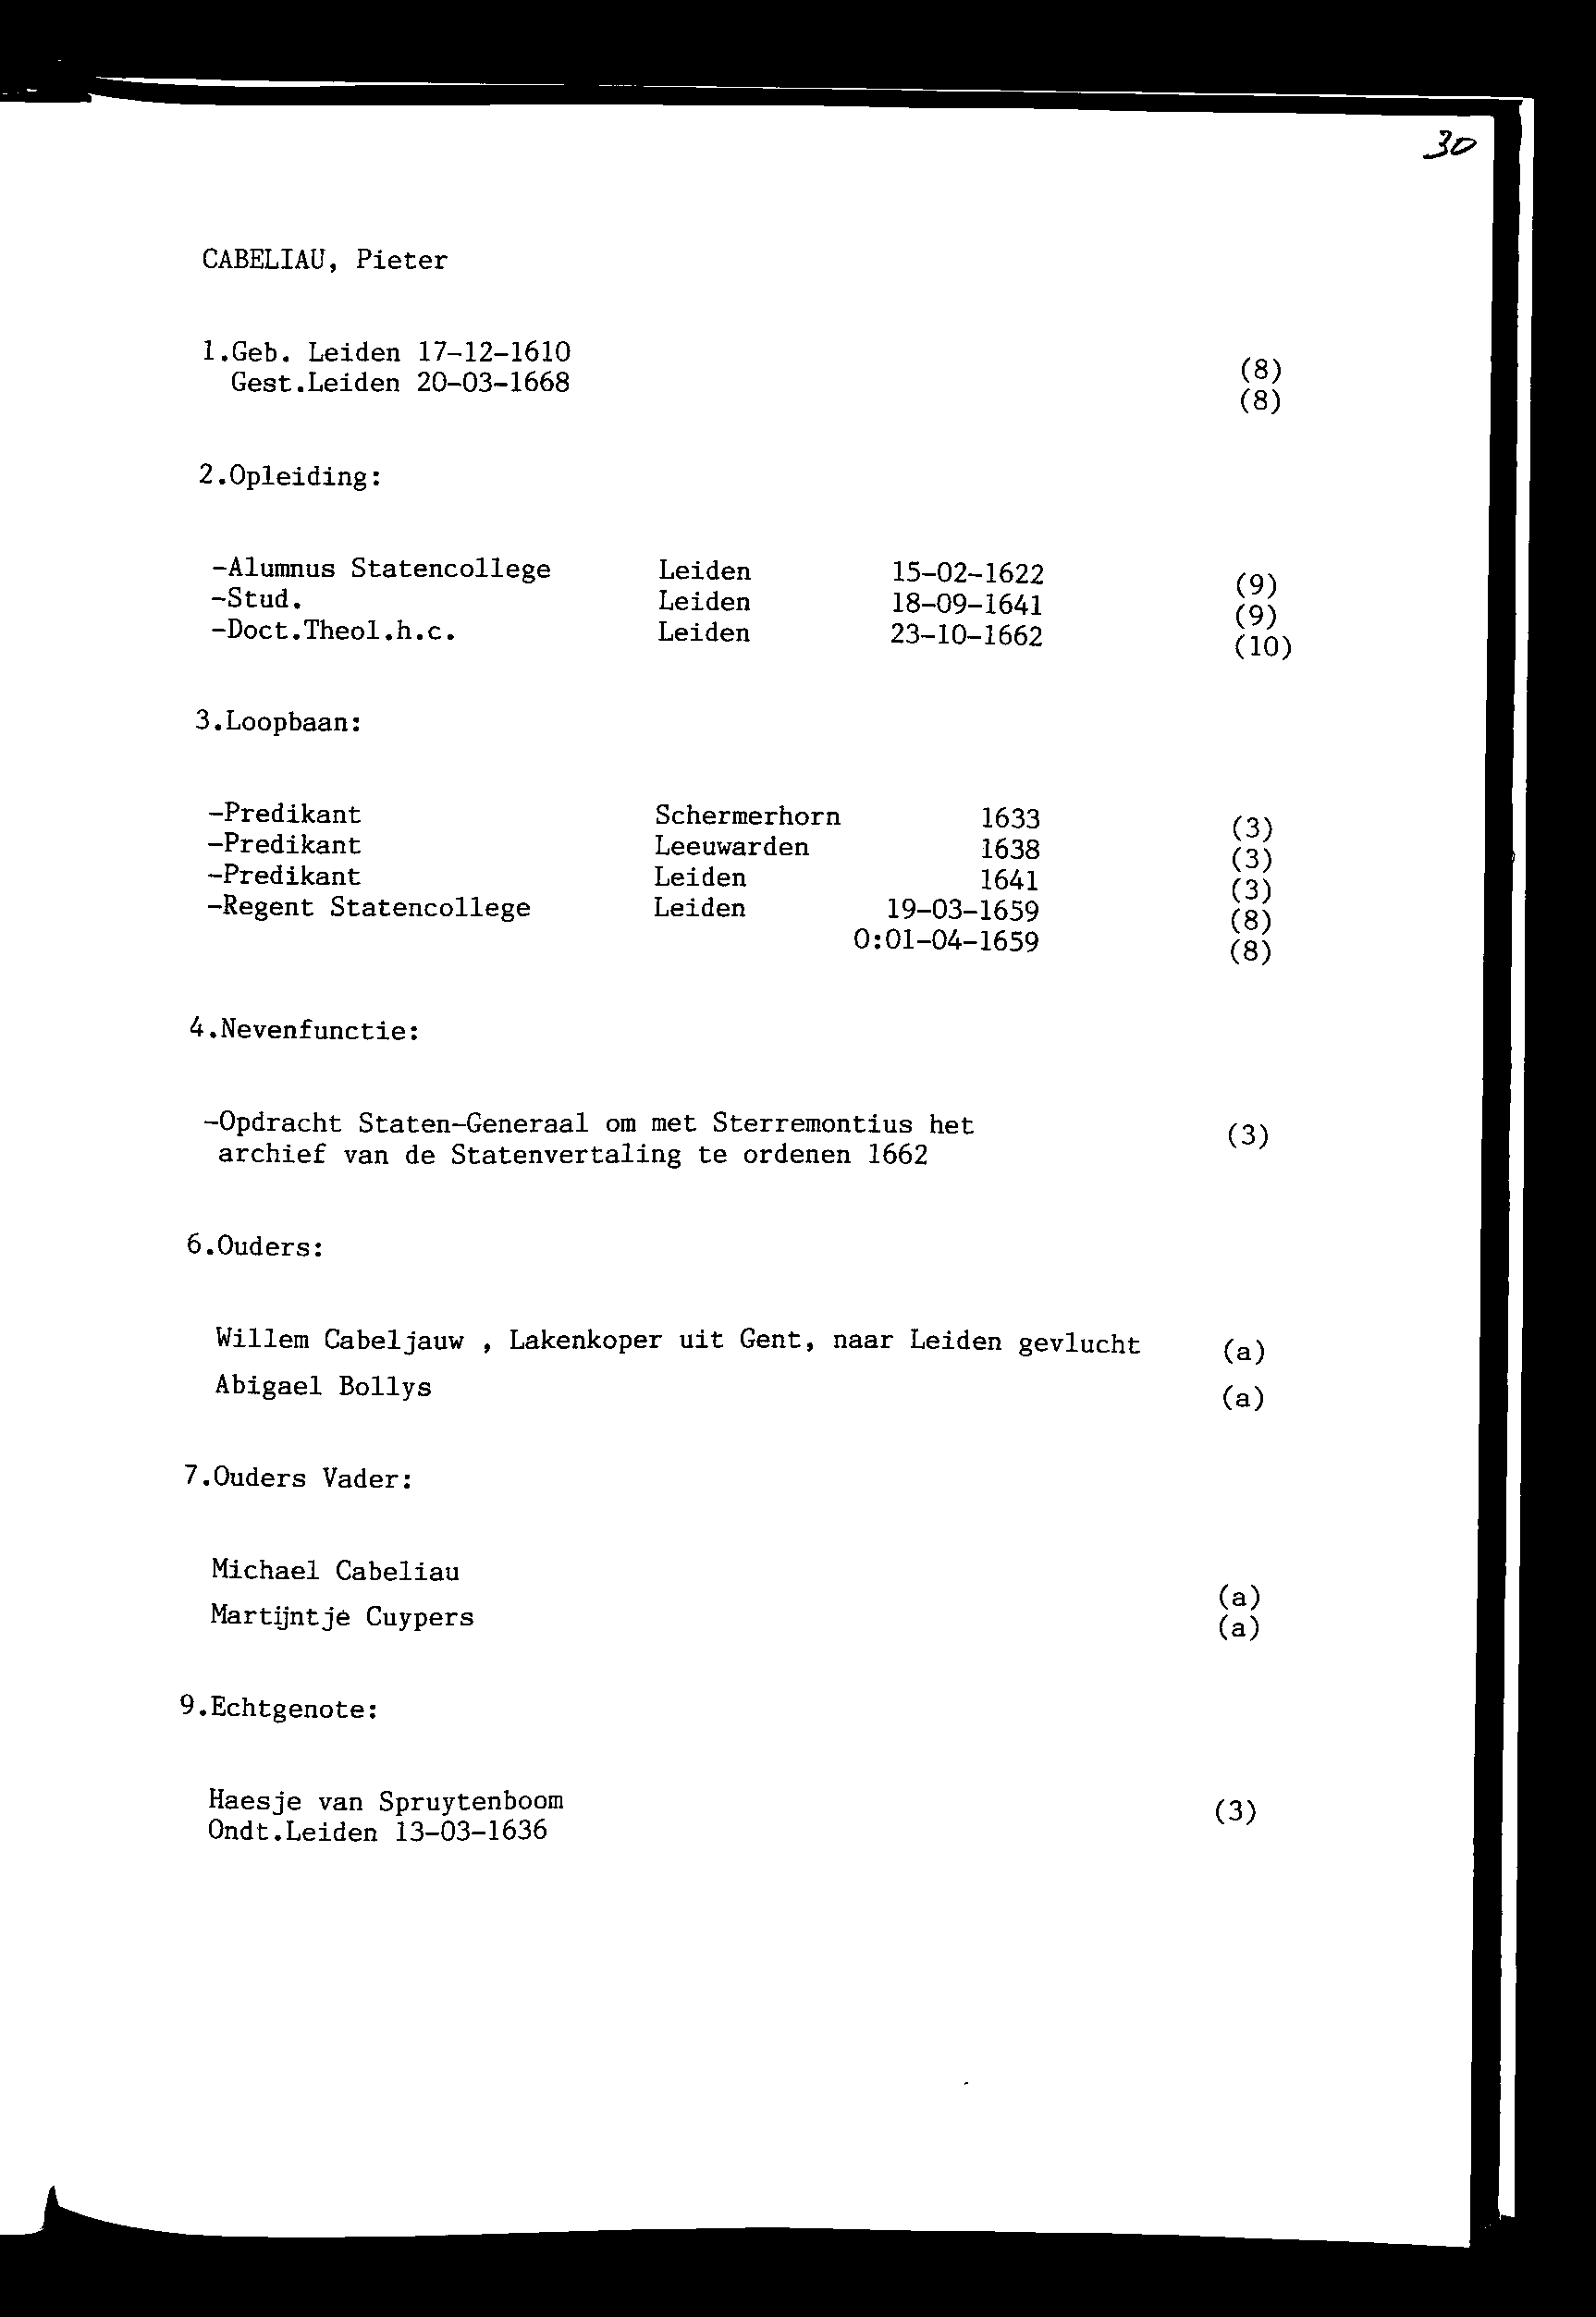 30
CABELIAU, Pieter
1.Geb. Leiden 17-12-1610 (8)
Gest.Leiden 20-03-1668 (8)
2.Opleiding:
-Alumnus Statencollege Leiden 15-02-1622 (9)
-Stud. Leiden 18-09-1641 (9)
-Doct.Theol.h.c. Leiden 23-10-1662 (10)
3.Loopbaan:
-Predikant Schermerhorn 1633 (3)
-Predikant Leeuwarden 1638 (3)
-Predikant Leiden 1641 (3)
-Regent Statencollege Leiden 19-03-1659 (8)
0:01-04-1659 (8)
4.Nevenfunctie:
-Opdracht Staten-Generaal om met Sterremontius het (3)
archief van de Statenvertaling te ordenen 1662
6.Ouders:
Willem Cabeljauw , Lakenkoper uit Gent, naar Leiden gevlucht (a)
Abigael Bollys (a)
7.Ouders Vader:
Michael Cabeliau (a)
Martijntje Cuypers (a)
9.Echtgenote:
Haesje van Spruytenboom (3)
Ondt.Leiden 13-03-1636